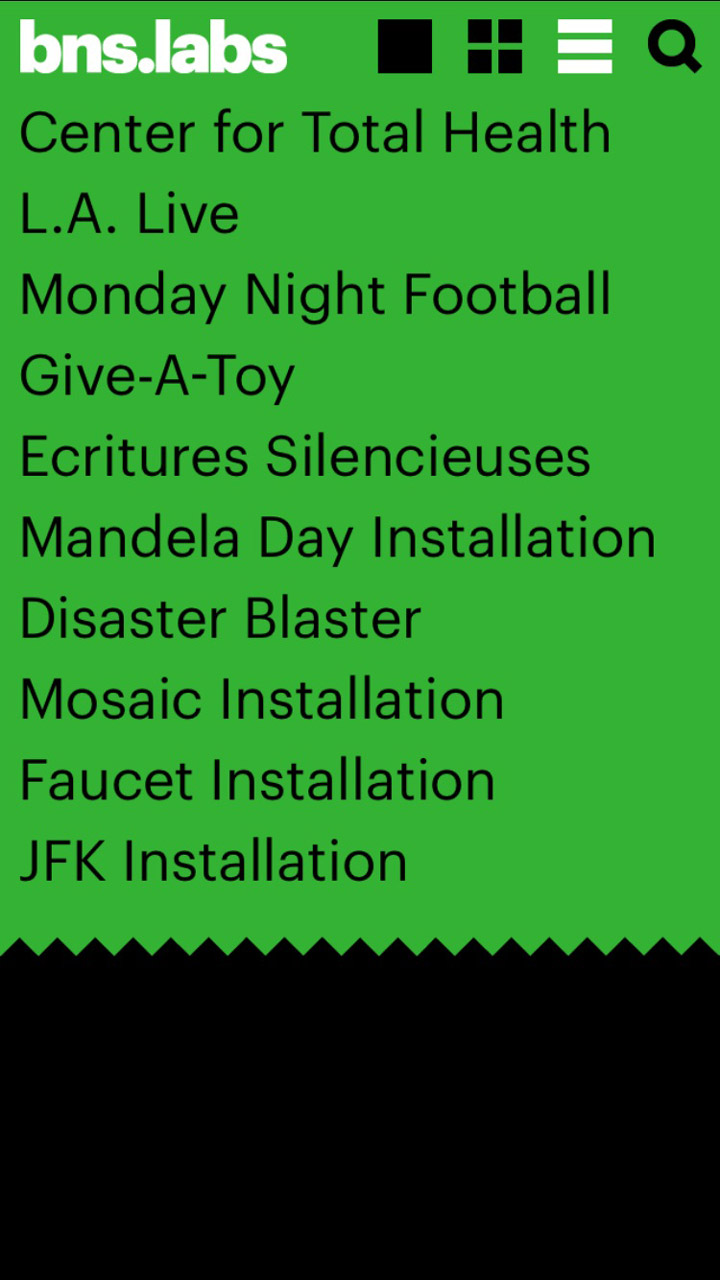 bns.labs
Center for Total Health
L.A. Live
Monday Night Football
Give-A-Toy
Ecritures Silencieuses
Mandela Day Installation
Disaster Blaster
Mosaic Installation
Faucet Installation
JFK Installation